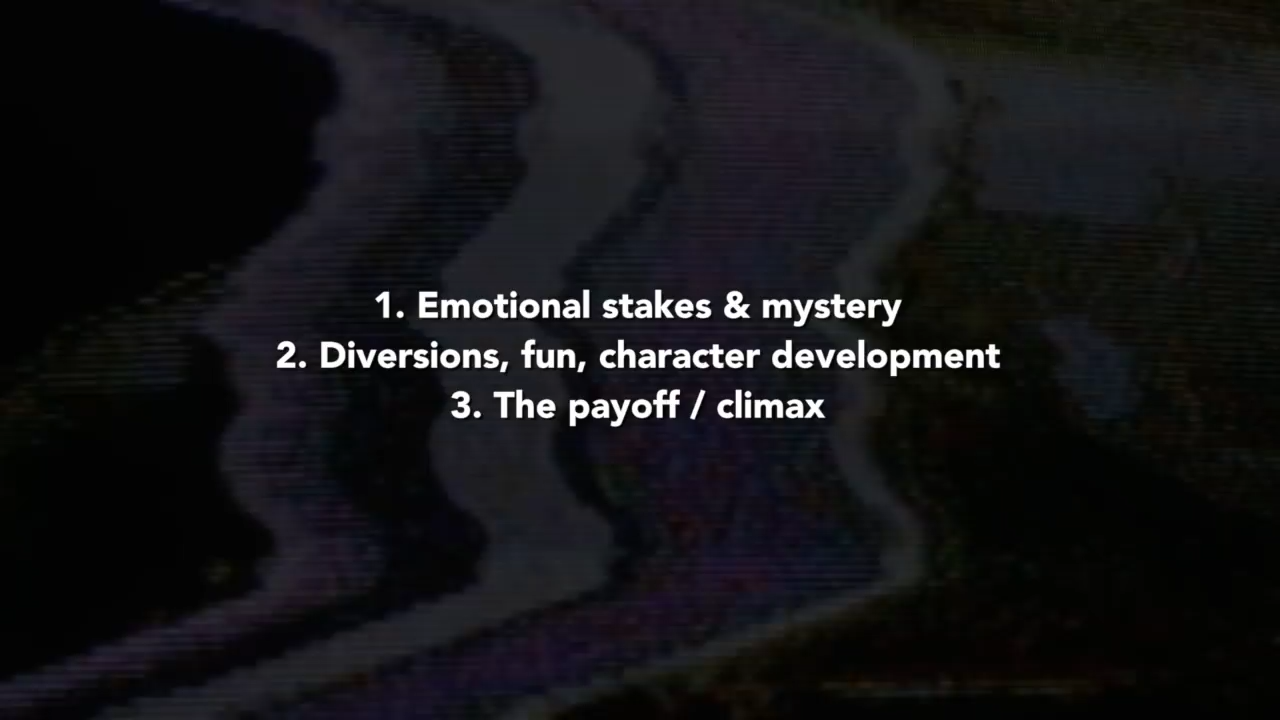 1. Emotional stakes & mystery
2. Diversions, fun, character development
3. The payoff / climax